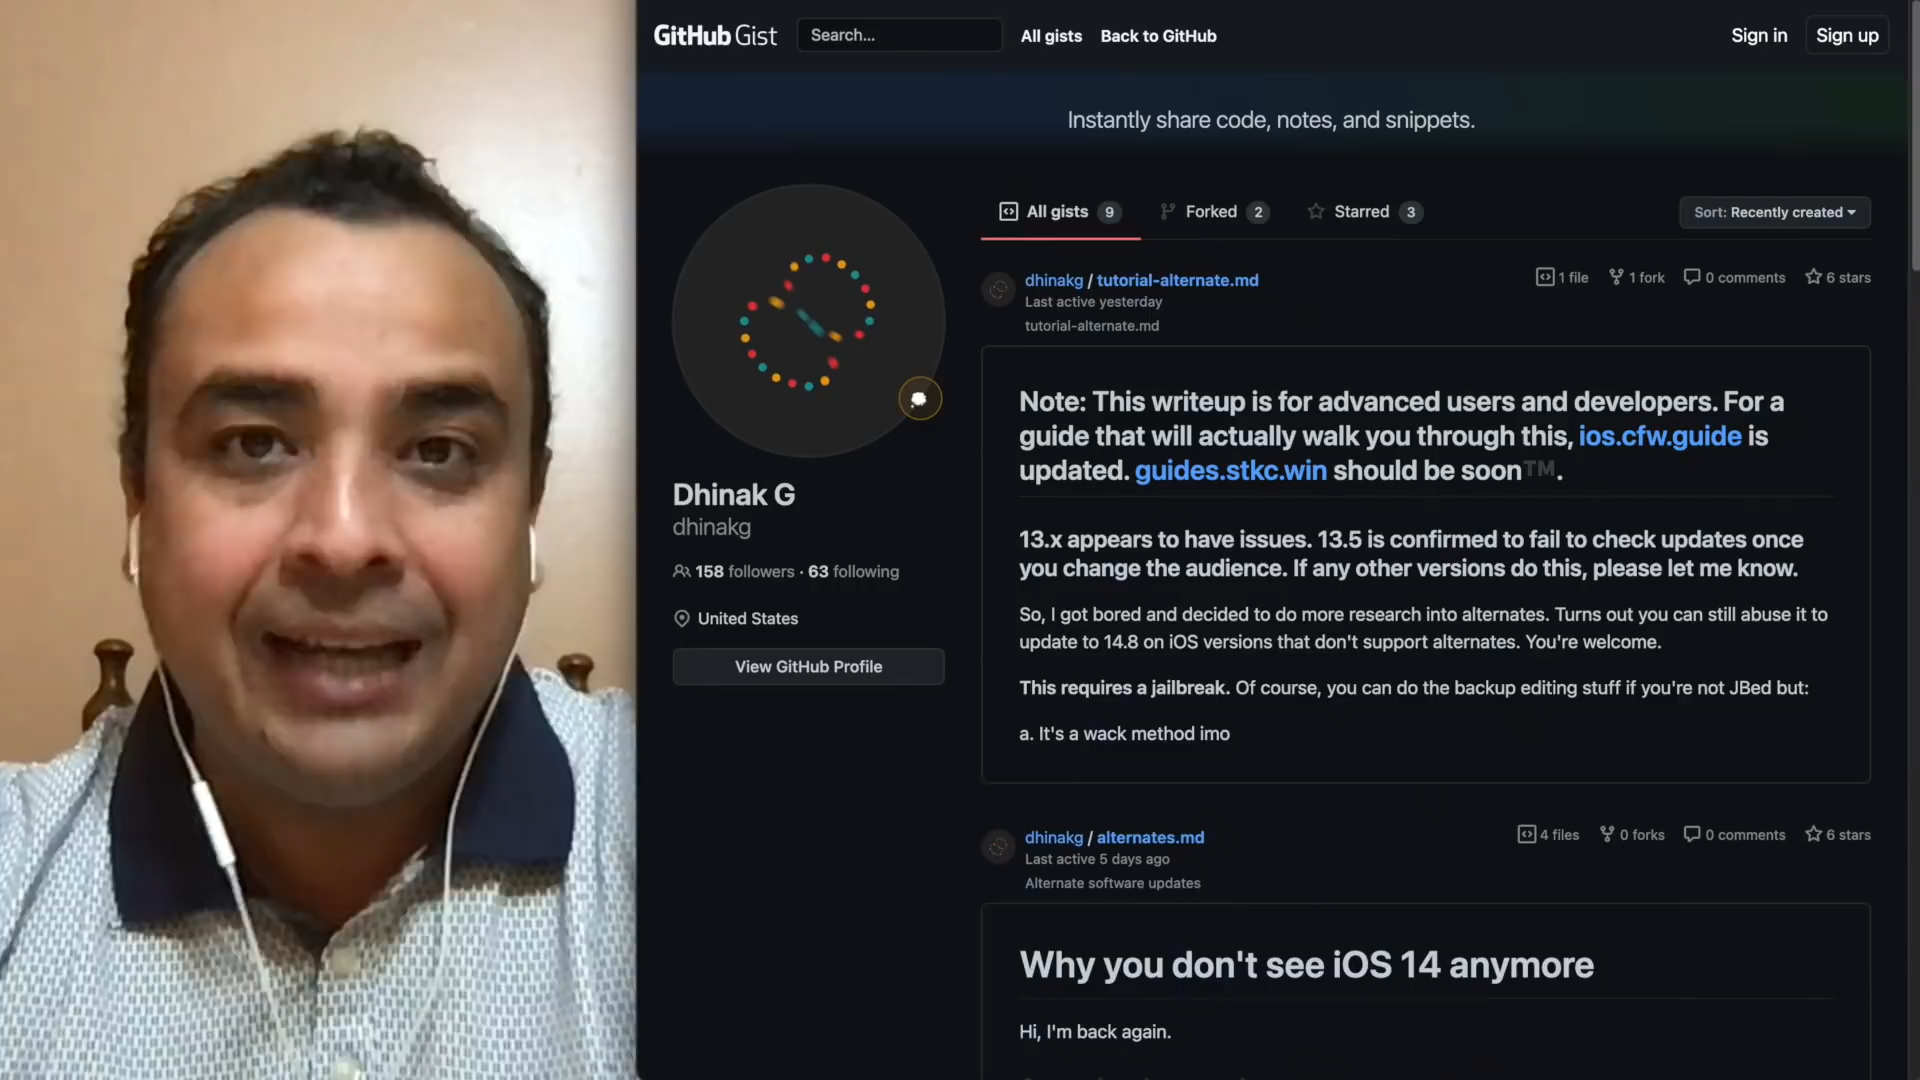 GitHub Gist
Search...
All gists
Back to GitHub
Sign in
Sign up
Instantly share code, notes, and snippets.
All gists 9
Forked 2
Starred 3
Sort: Recently created
dhinakg / tutorial-alternate.md
1 file
1 fork
0 comments
6 stars
Last active yesterday
tutorial-alternate.md
Note: This writeup is for advanced users and developers. For a
guide that will actually walk you through this, ios.cfw.guide is
updated. guides.stkc.win should be soon™.
Dhinak G
dhinakg
158 followers · 63 following
United States
View GitHub Profile
13.x appears to have issues. 13.5 is confirmed to fail to check updates once
you change the audience. If any other versions do this, please let me know.
So, I got bored and decided to do more research into alternates. Turns out you can still abuse it to
update to 14.8 on iOS versions that don't support alternates. You're welcome.
This requires a jailbreak. Of course, you can do the backup editing stuff if you're not JBed but:
a. It's a wack method imo
dhinakg / alternates.md
4 files
0 forks
0 comments
6 stars
Last active 5 days ago
Alternate software updates
Why you don't see iOS 14 anymore
Hi, I'm back again.